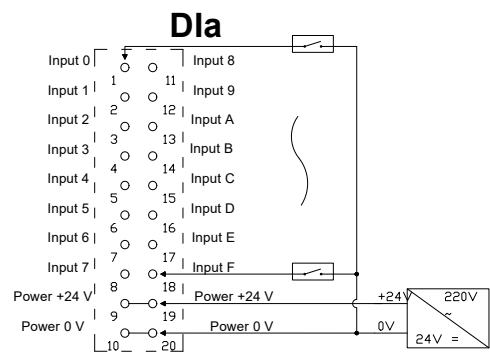 DIa
Input 0 Input 8
1 11
Input 1 Input 9
2 12
Input 2 Input A
3 13
Input 3 Input B
4 14
Input 4 Input C
5 15
Input 5 Input D
6 16
Input 6 Input E
7 17
Input 7 Input F
8 18
Power +24 V Power +24 V +24V 220V
~
9 19
Power 0 V Power 0 V 0V 24V =
10 20